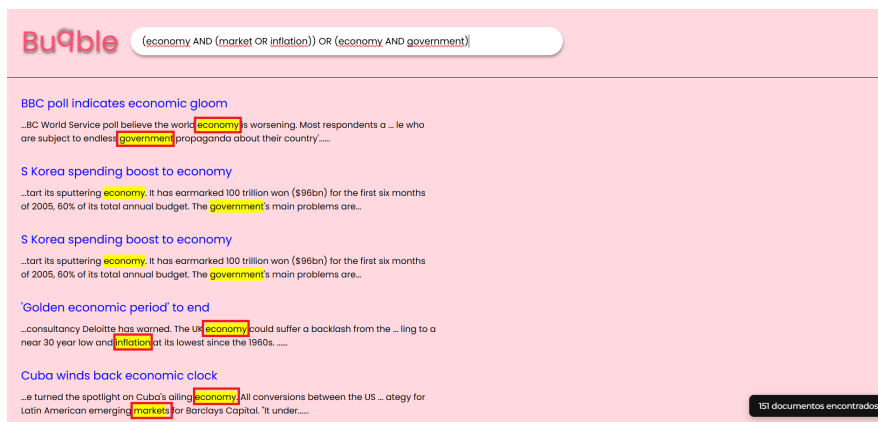 Buqble
(economy AND (market OR inflation)) OR (economy AND government)
BBC poll indicates economic gloom
...BC World Service poll believe the world economy is worsening. Most respondents a ... le who
are subject to endless government propaganda about their country'......
S Korea spending boost to economy
...tart its sputtering economy. It has earmarked 100 trillion won ($96bn) for the first six months
of 2005, 60% of its total annual budget. The government's main problems are...
S Korea spending boost to economy
...tart its sputtering economy. It has earmarked 100 trillion won ($96bn) for the first six months
of 2005, 60% of its total annual budget. The government's main problems are...
'Golden economic period' to end
...consultancy Deloitte has warned. The UK economy could suffer a backlash from the ... ling to a
near 30 year low and inflation at its lowest since the 1960s. ......
Cuba winds back economic clock
...e turned the spotlight on Cuba's ailing economy. All conversions between the US ... ategy for
Latin American emerging markets for Barclays Capital. "It under......
151 documentos encontrados